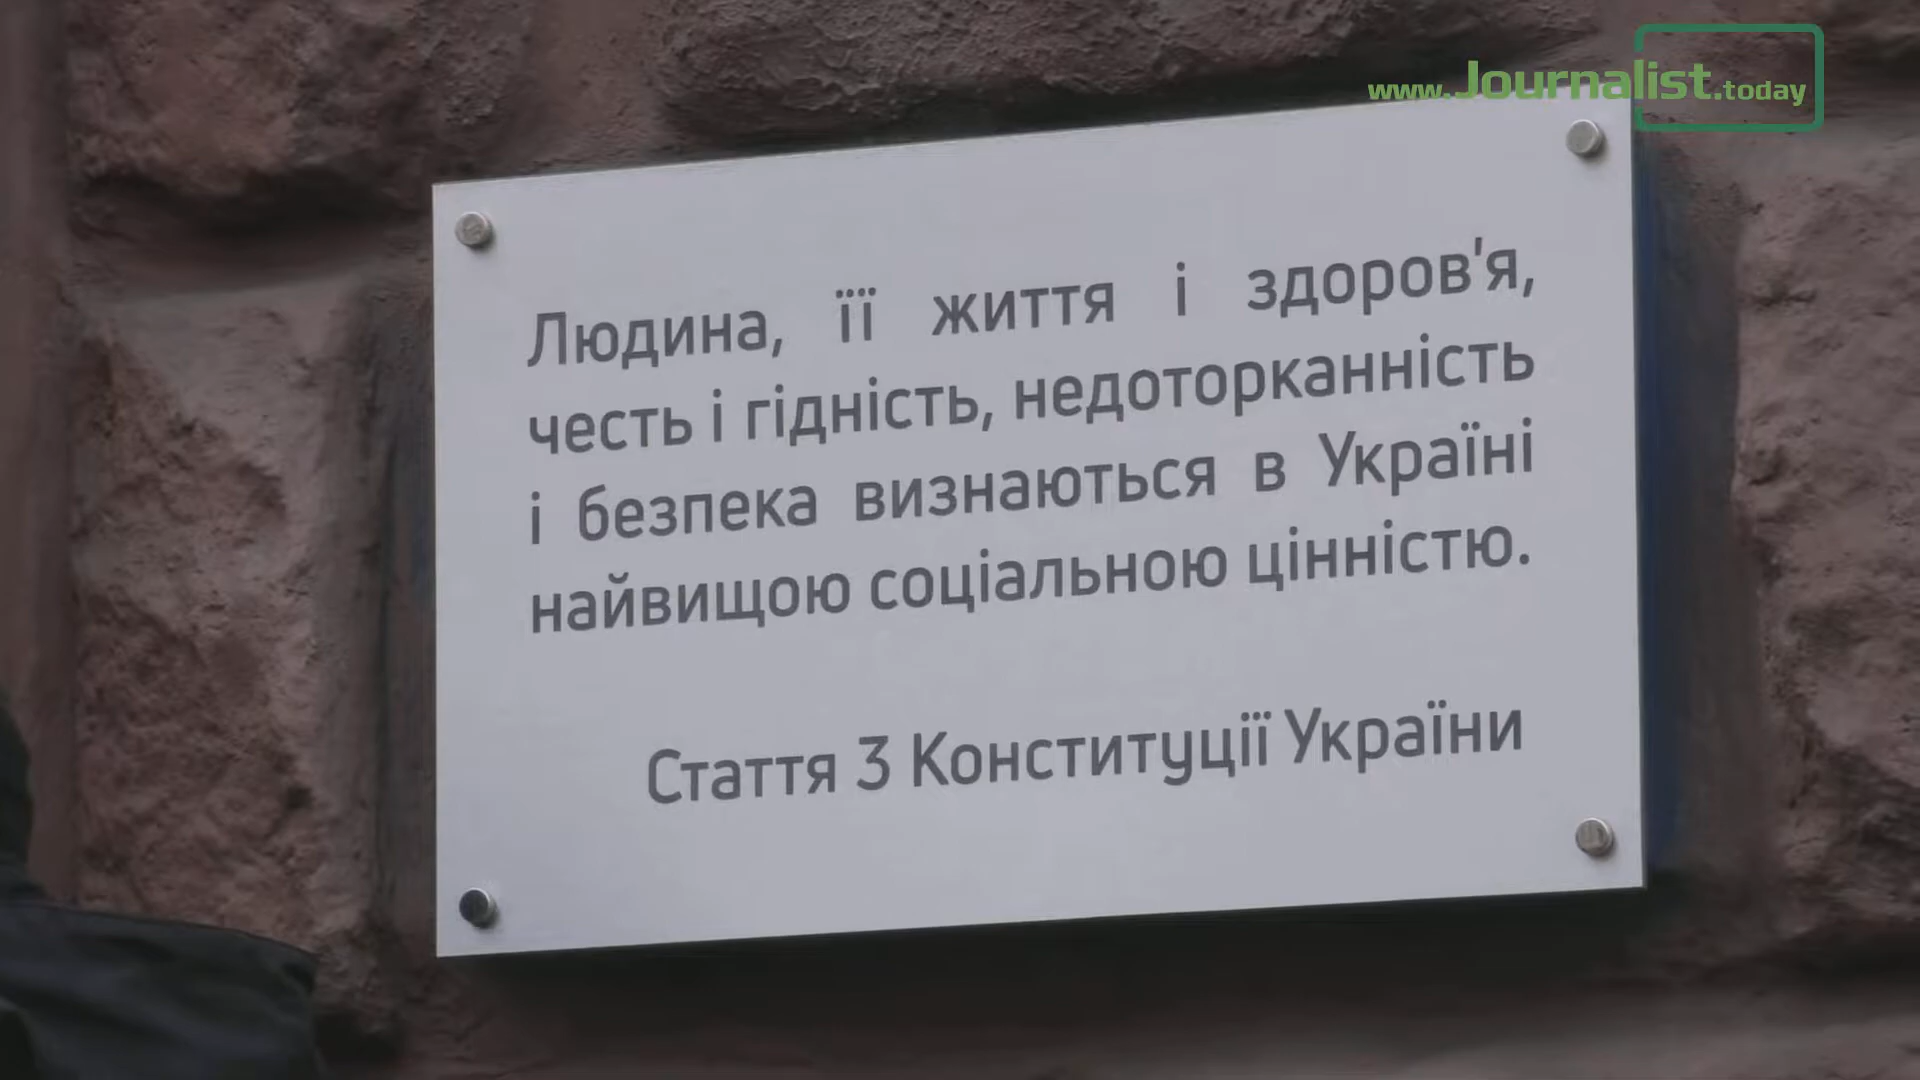 www.Journalist.today
Людина, її життя і здоров'я,
честь і гідність, недоторканність
і безпека визнаються в Україні
найвищою соціальною цінністю.
Стаття 3 Конституції України